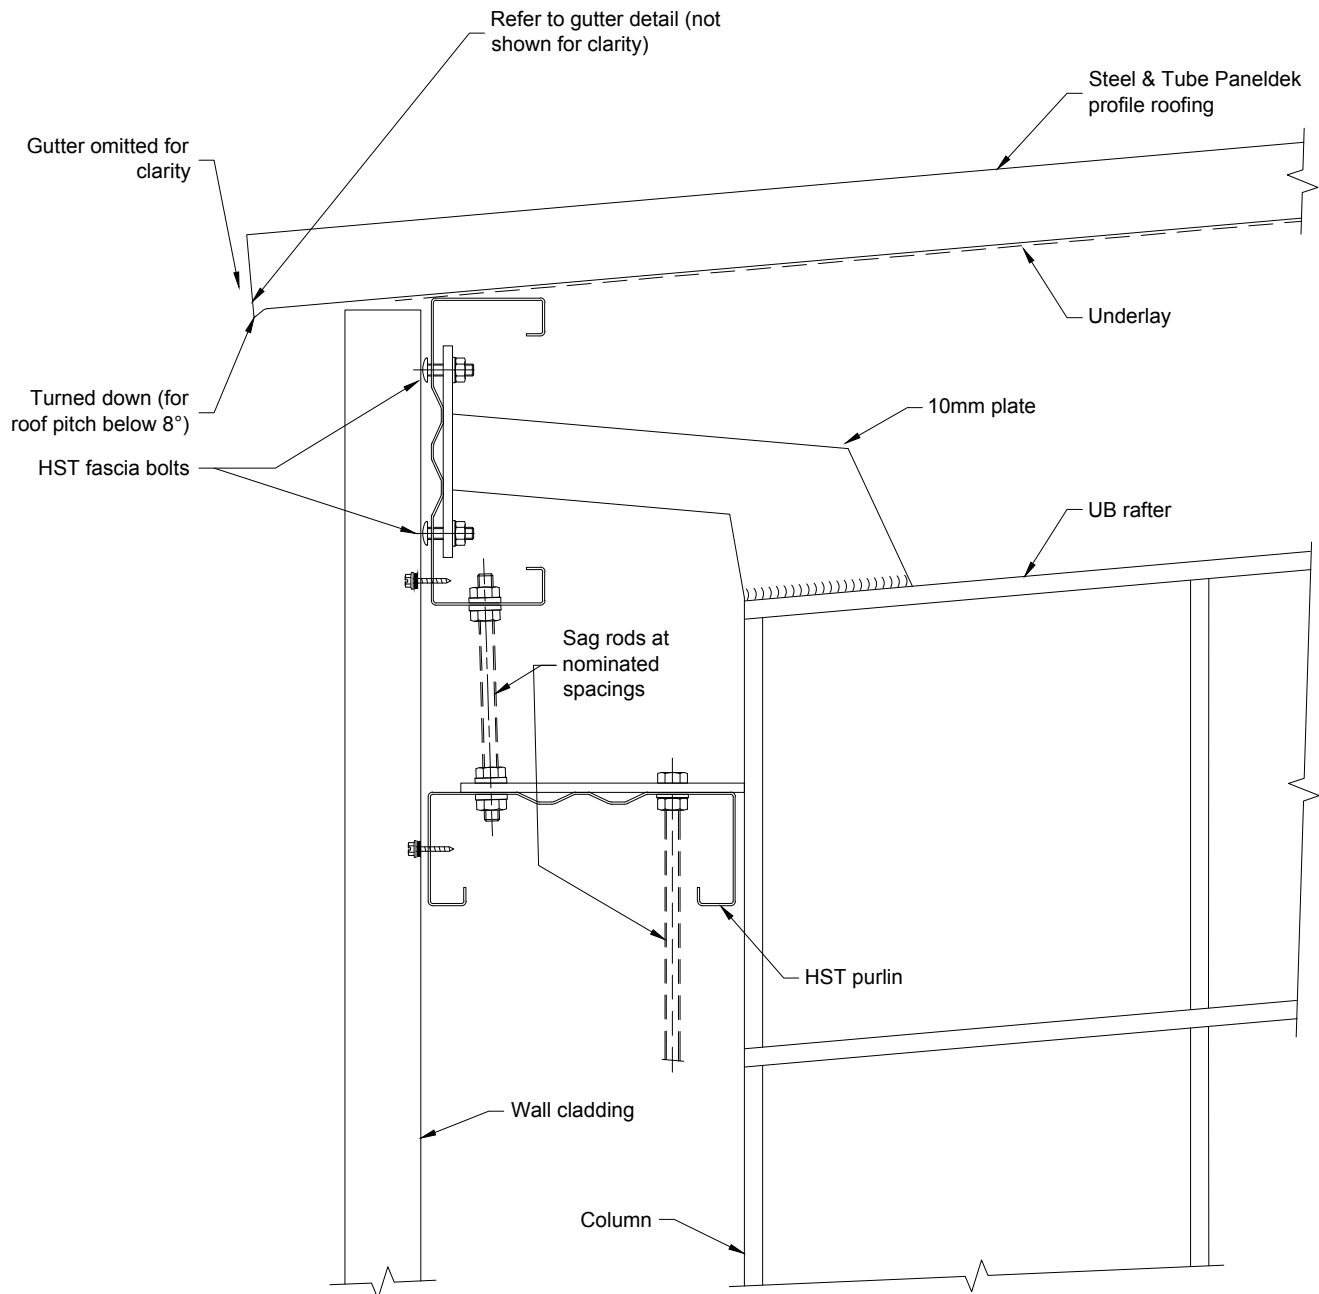 Refer to gutter detail (not
shown for clarity)
Steel & Tube Paneldek
profile roofing
Gutter omitted for
clarity
Underlay
Turned down (for
roof pitch below 8°)
10mm plate
HST fascia bolts
UB rafter
Sag rods at
nominated
spacings
HST purlin
Wall cladding
Column